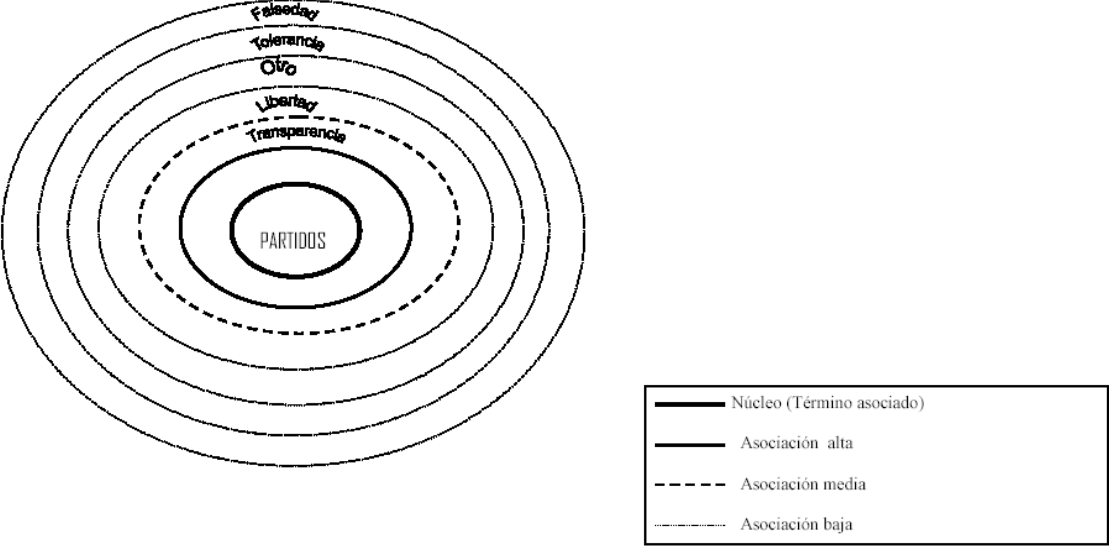 Falsedad
Tolerancia
Otro
Libertad
Transparencia
PARTIDOS
Núcleo (Término asociado)
Asociación alta
Asociación media
Asociación baja